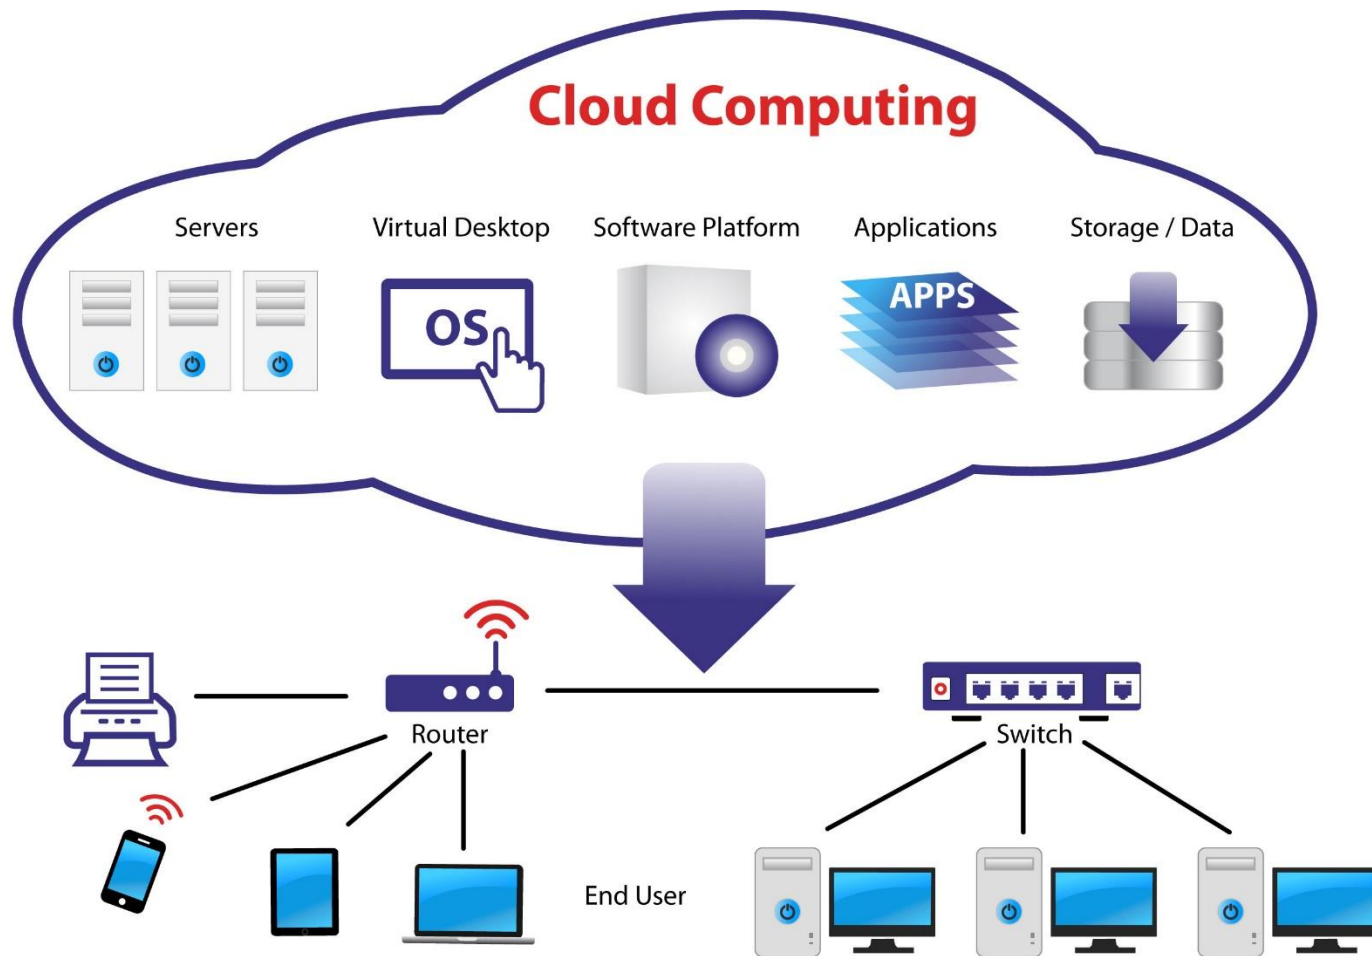 Cloud Computing
Servers
Virtual Desktop
Software Platform
Applications
Storage / Data
OS
APPS
Router
Switch
End User